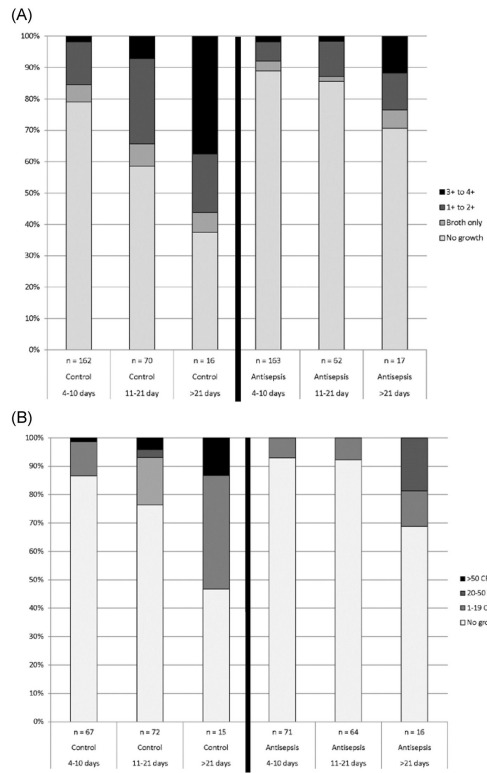 (A)
100%
90%
80%
70%
60%
50%
40%
30%
20%
10%
0%
3+ to 4+
1+ to 2+
Broth only
No growth
n = 162 n = 70 n = 16 n = 163 n = 62 n = 17
Control Control Control Antisepsis Antisepsis Antisepsis
4-10 days 11-21 day >21 days 4-10 days 11-21 day >21 days
(B)
100%
90%
80%
70%
60%
50%
40%
30%
20%
10%
0%
>50 CF
20-50
1-19 C
No grow
n = 67 n = 72 n = 15 n = 71 n = 64 n = 16
Control Control Control Antisepsis Antisepsis Antisepsis
4-10 days 11-21 days >21 days 4-10 days 11-21 days >21 days